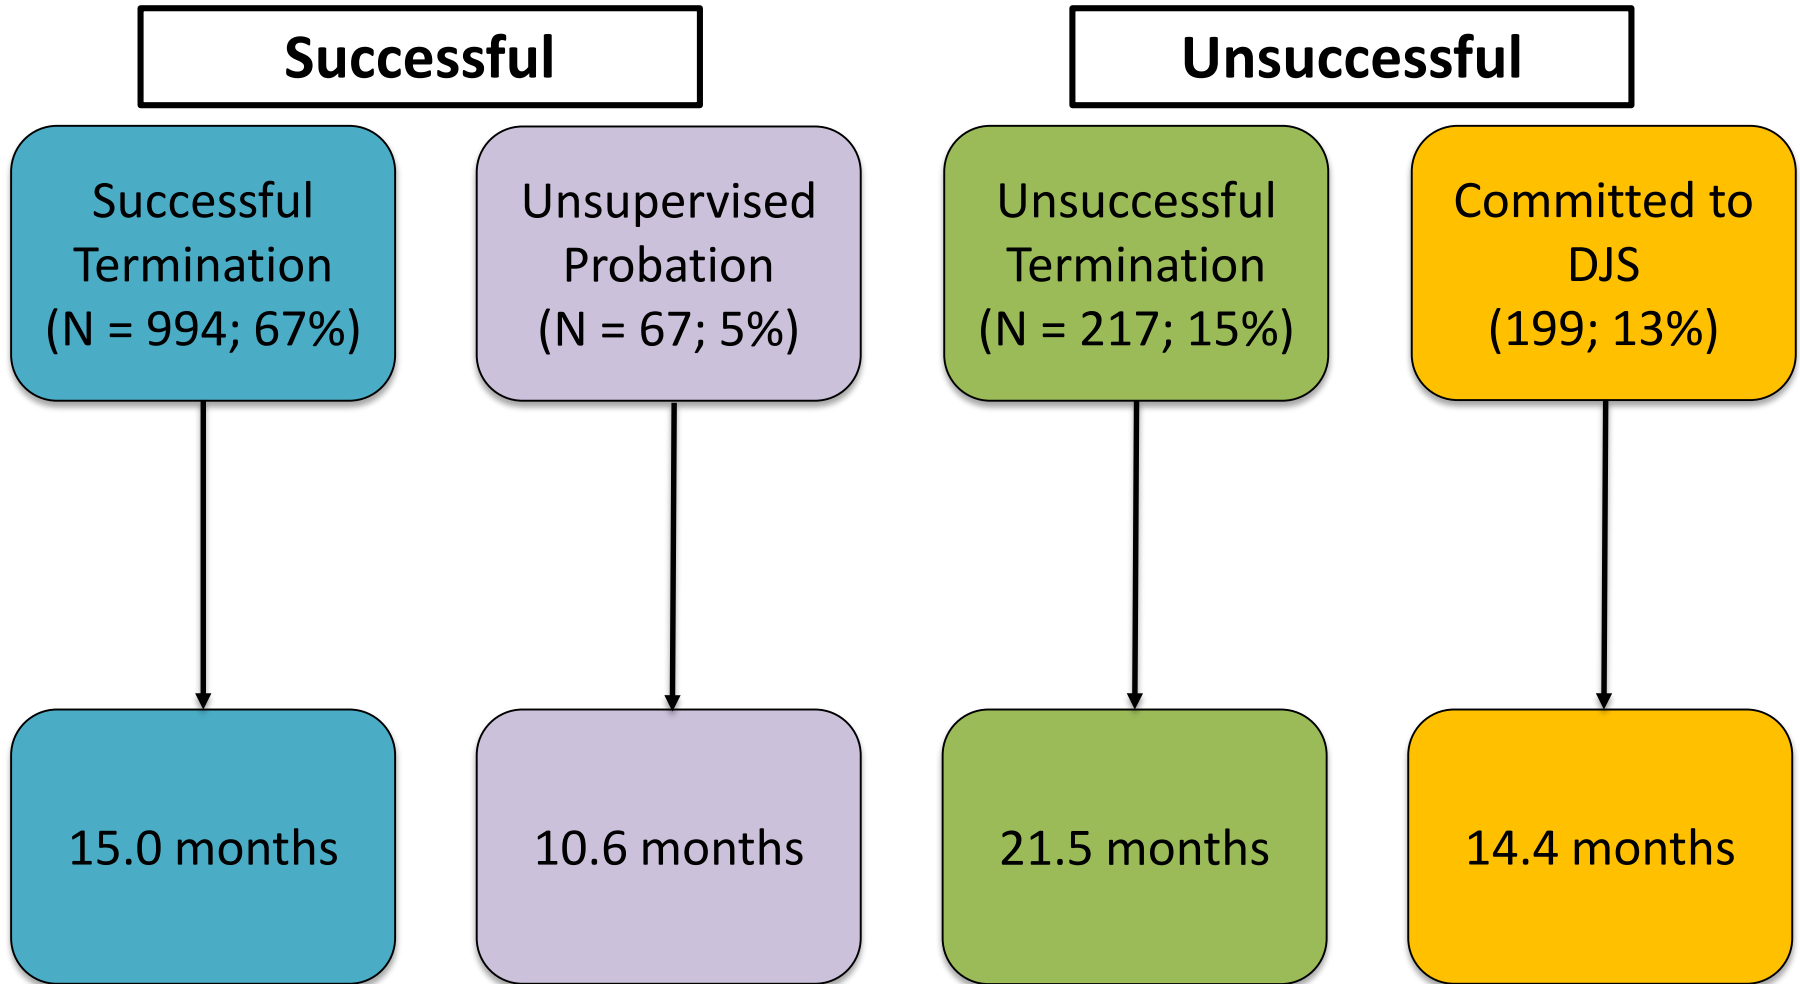 Successful
Unsuccessful
Successful
Termination
(N = 994; 67%)
Unsupervised
Probation
(N = 67; 5%)
Unsuccessful
Termination
(N = 217; 15%)
Committed to
DJS
(199; 13%)
15.0 months
10.6 months
21.5 months
14.4 months